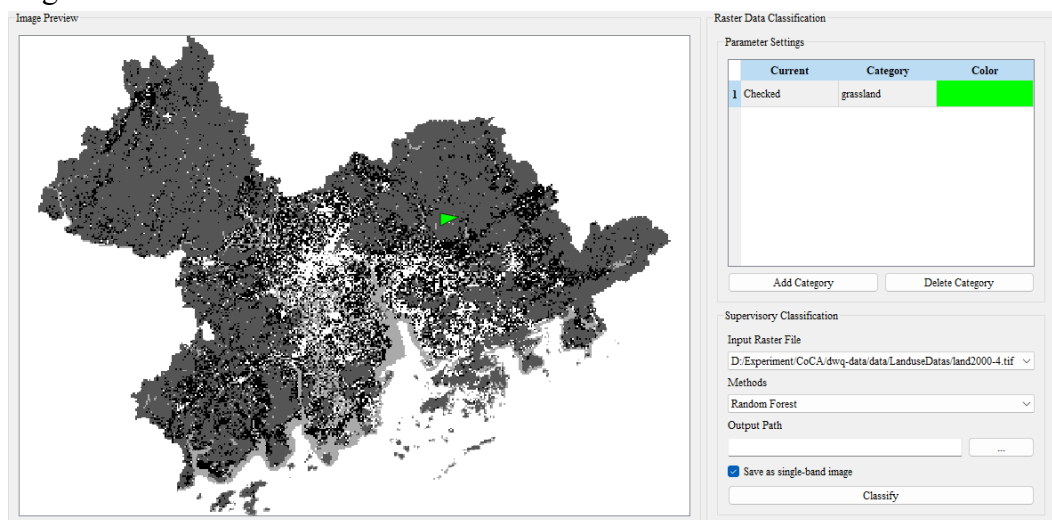 Image Preview
Raster Data Classification
Parameter Settings
Current Category Color
1 Checked grassland
Add Category Delete Category
Supervisory Classification
Input Raster File
D:/Experiment/CoCA/dwq-data/data/LanduseDatas/land2000-4.tif
Methods
Random Forest
Output Path
...
Save as single-band image
Classify